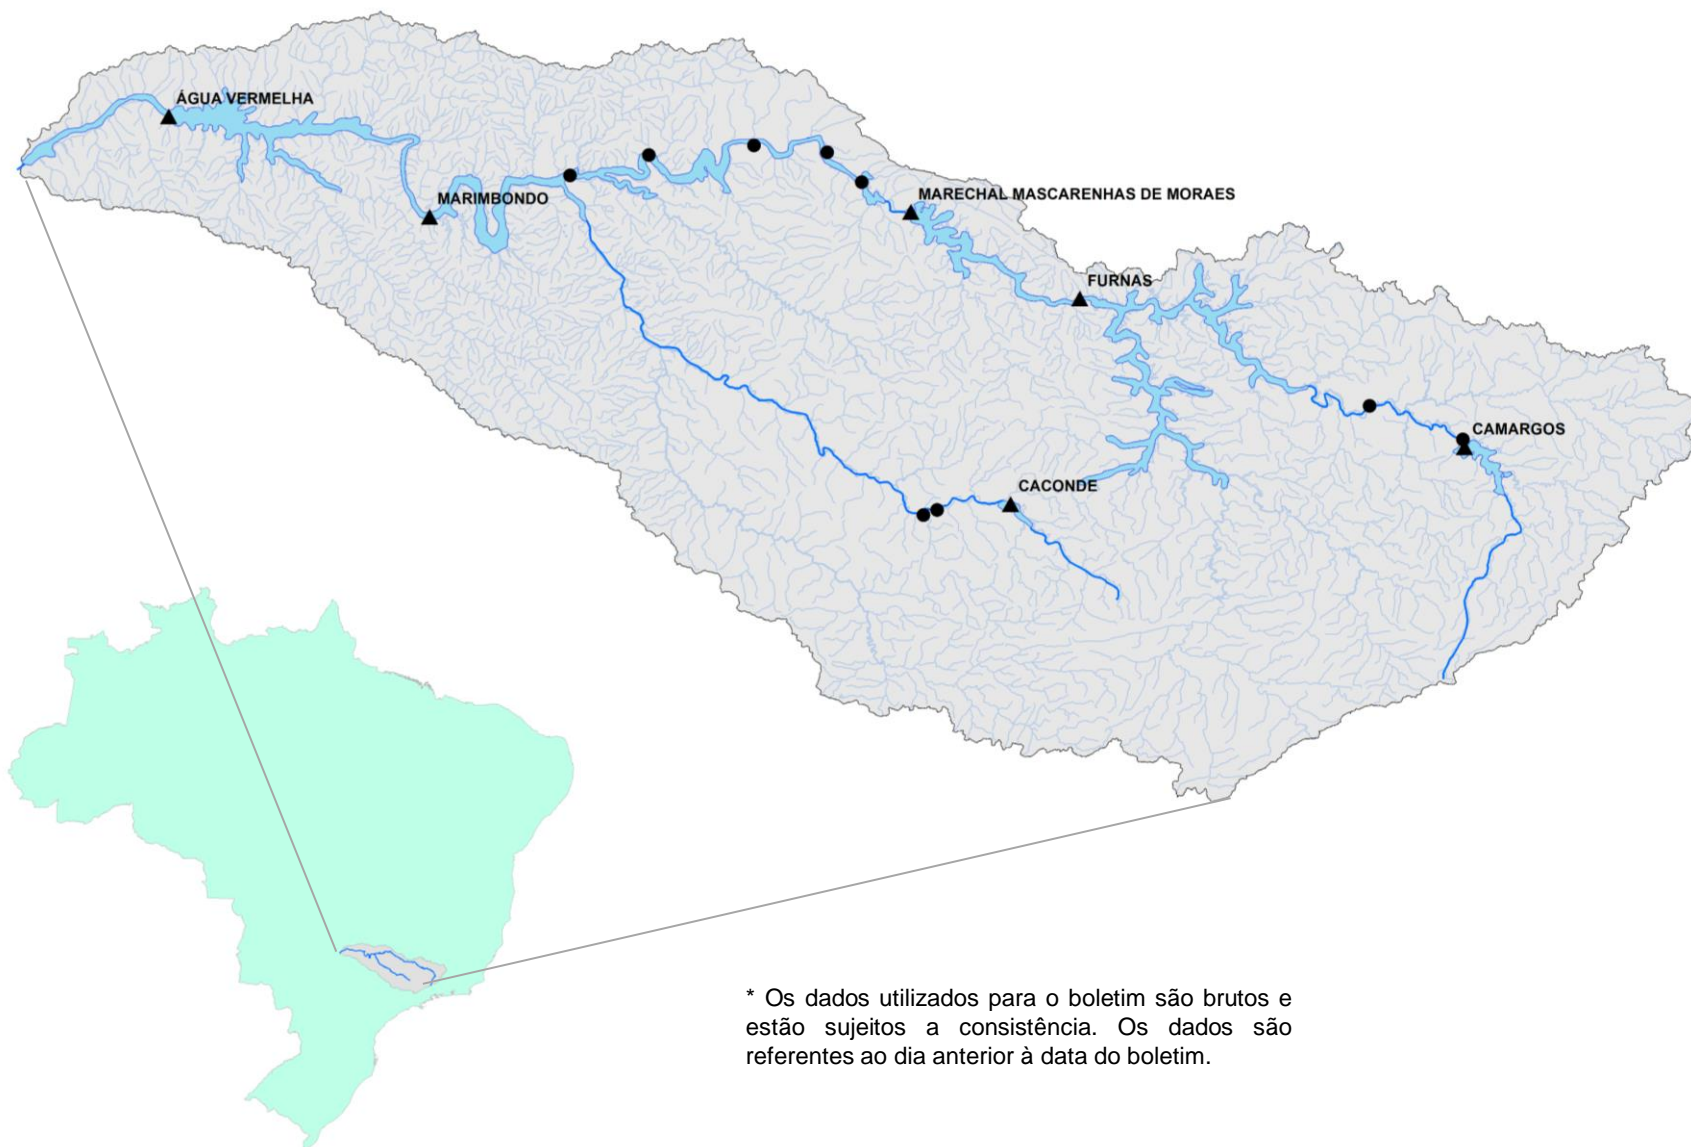 ÁGUA VERMELHA
MARIMBONDO
MARECHAL MASCARENHAS DE MORAES
FURNAS
CAMARGOS
CACONDE
* Os dados utilizados para o boletim são brutos e
estão sujeitos a consistência. Os dados são
referentes ao dia anterior à data do boletim.